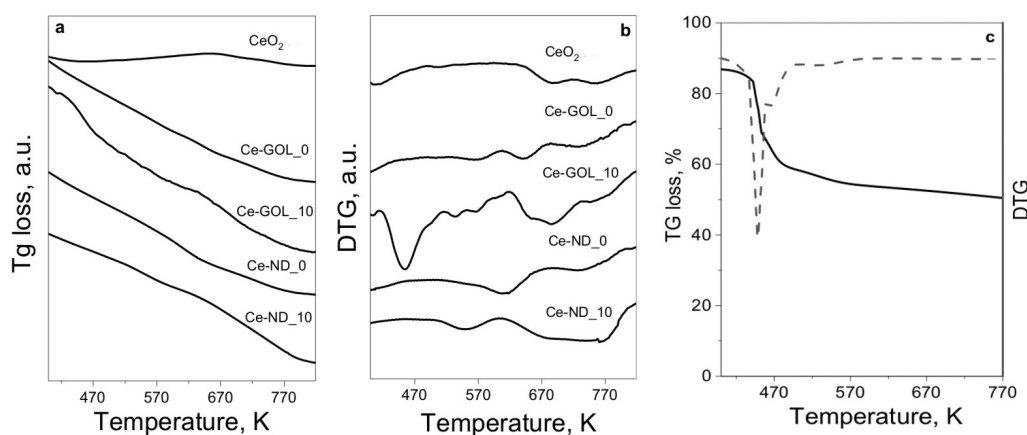 a
CeO2
Ce-GOL_0
Ce-GOL_10
Ce-ND_0
Ce-ND_10
Tg loss, a.u.
470 570 670 770
Temperature, K
b
CeO2
Ce-GOL_0
Ce-GOL_10
Ce-ND_0
Ce-ND_10
DTG, a.u.
470 570 670 770
Temperature, K
c
100
80
60
40
20
0
TG loss, %
DTG
470 570 670 770
Temperature, K